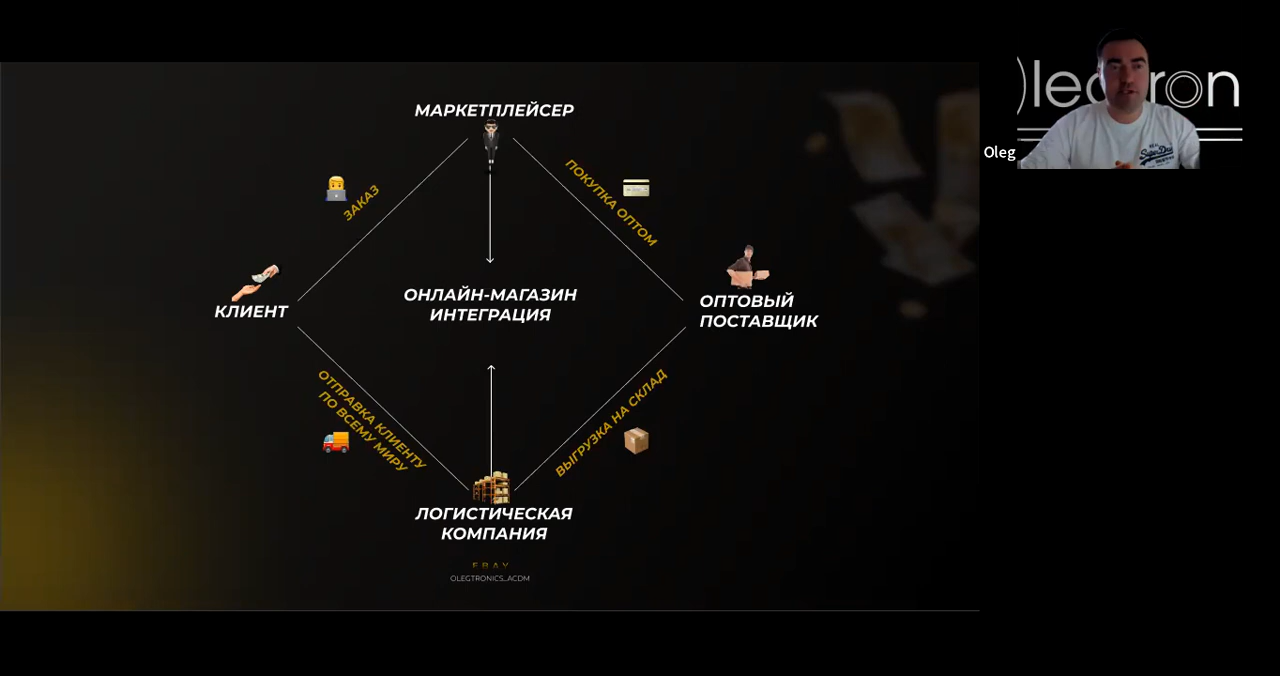 МАРКЕТПЛЕЙСЕР
ЗАКАЗ
ПОКУПКА ОПТОМ
КЛИЕНТ
ОНЛАЙН-МАГАЗИН
ИНТЕГРАЦИЯ
ОПТОВЫЙ
ПОСТАВЩИК
ОТПРАВКА КЛИЕНТУ
ПО ВСЕМУ МИРУ
ВЫГРУЗКА НА СКЛАД
ЛОГИСТИЧЕСКАЯ
КОМПАНИЯ
EBAY
OLEGTRONICS_ACDM
Oleg